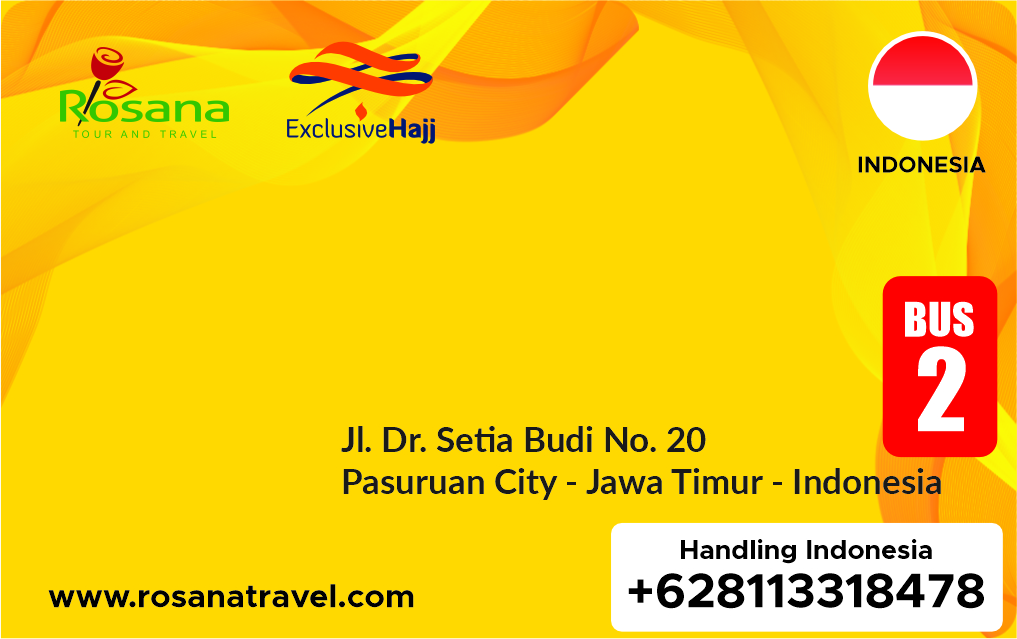 Rosana
TOUR AND TRAVEL
ExclusiveHajj
INDONESIA
BUS
2
Jl. Dr. Setia Budi No. 20
Pasuruan City - Jawa Timur - Indonesia
Handling Indonesia
+628113318478
www.rosanatravel.com